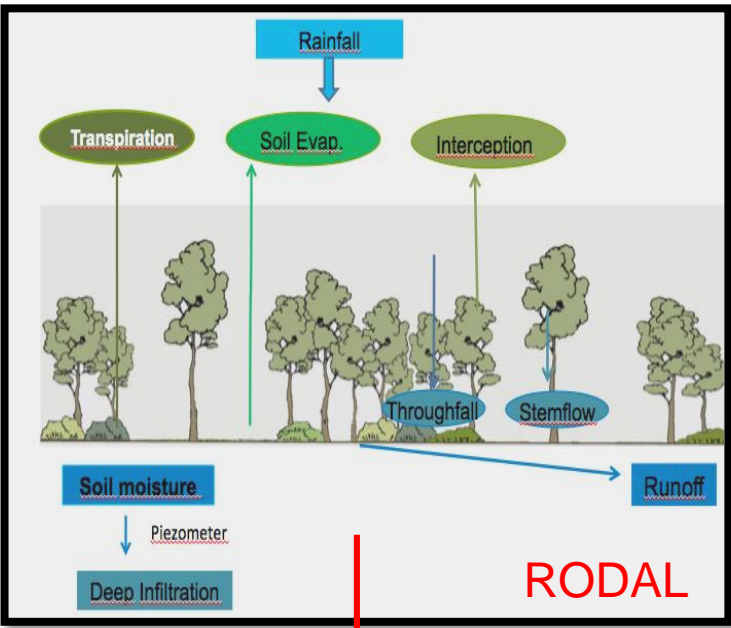 Rainfall
Transpiration
Soil Evap.
Interception
Throughfall
Stemflow
Soil moisture
Runoff
Piezometer
Deep Infiltration
RODAL